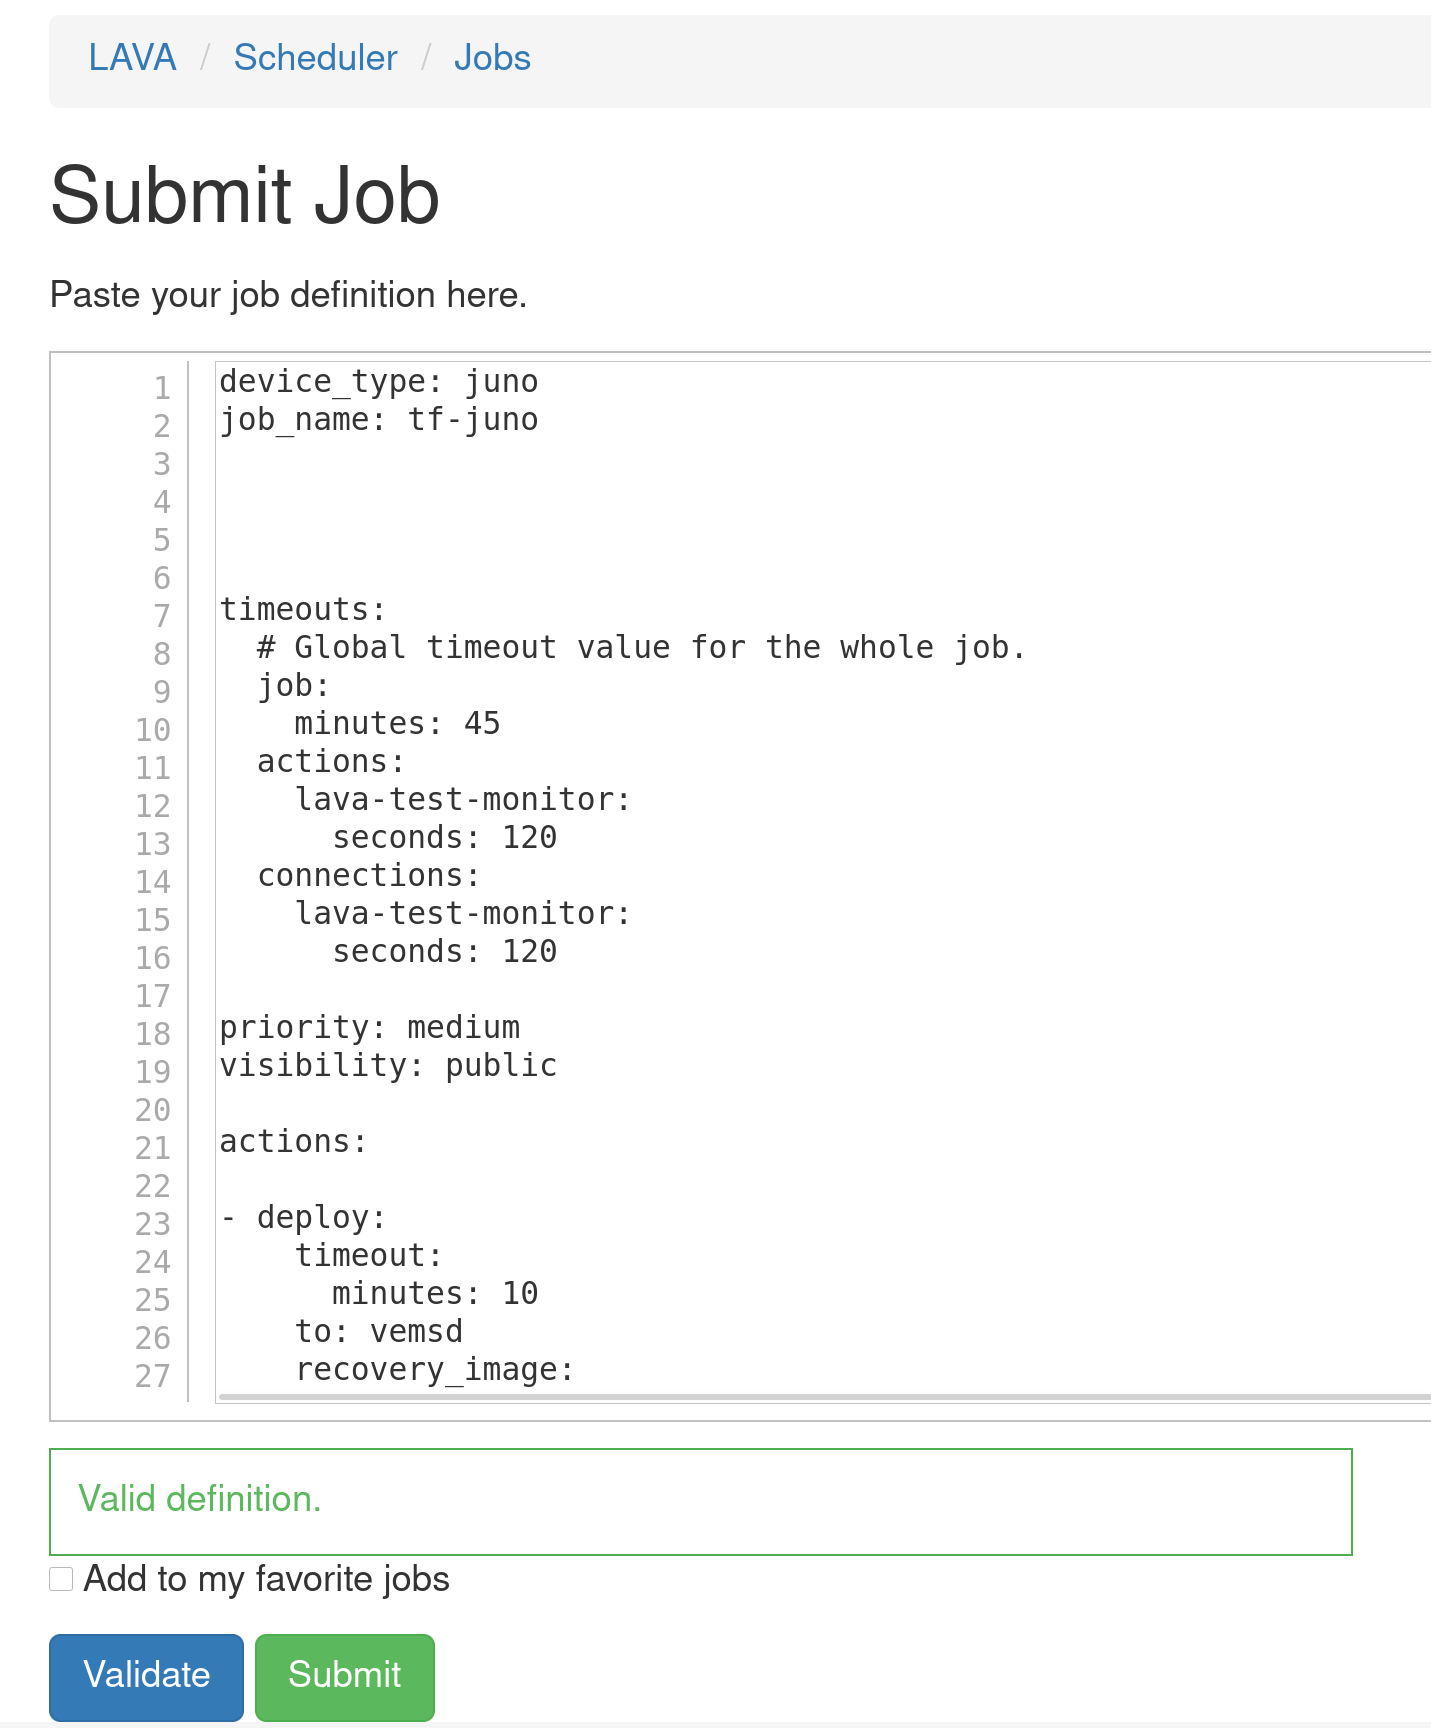 LAVA / Scheduler / Jobs
Submit Job
Paste your job definition here.
1 device_type: juno
2 job_name: tf-juno
3
4
5
6
7 timeouts:
8   # Global timeout value for the whole job.
9   job:
10     minutes: 45
11   actions:
12     lava-test-monitor:
13       seconds: 120
14   connections:
15     lava-test-monitor:
16       seconds: 120
17
18 priority: medium
19 visibility: public
20
21 actions:
22
23 - deploy:
24     timeout:
25       minutes: 10
26     to: vemsd
27     recovery_image:
Valid definition.
Add to my favorite jobs
Validate Submit